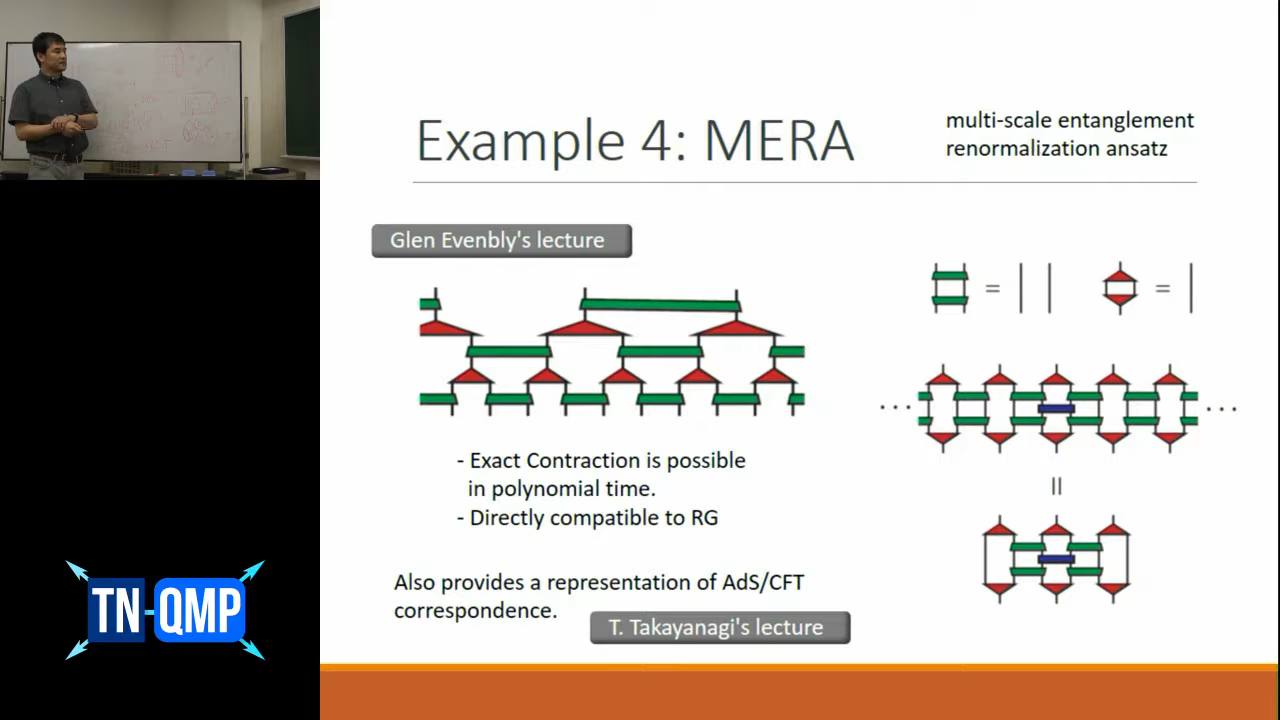 Example 4: MERA
multi-scale entanglement
renormalization ansatz
Glen Evenbly's lecture
=
=
...
...
=
- Exact Contraction is possible
in polynomial time.
- Directly compatible to RG
Also provides a representation of AdS/CFT
correspondence.
T. Takayanagi's lecture
TN-QMP